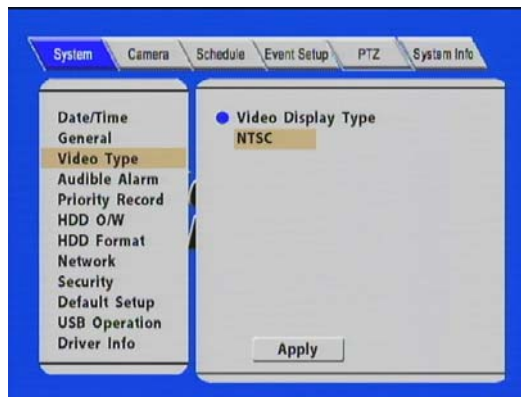 System Camera Schedule Event Setup PTZ System Info
Date/Time
General
Video Type
Audible Alarm
Priority Record
HDD O/W
HDD Format
Network
Security
Default Setup
USB Operation
Driver Info
Video Display Type
NTSC
Apply